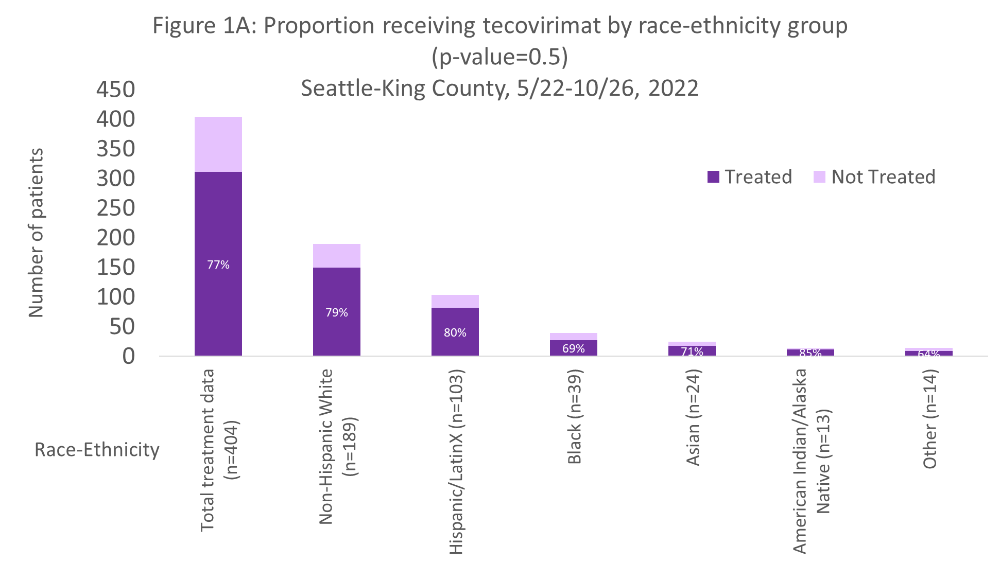 Figure 1A: Proportion receiving tecovirimat by race-ethnicity group
(p-value=0.5)
Seattle-King County, 5/22-10/26, 2022
450
400
350
300
250
200
150
100
50
0
Number of patients
Treated
Not Treated
77%
79%
80%
69%
71%
85%
64%
Race-Ethnicity
Total treatment data
(n=404)
Non-Hispanic White
(n=189)
Hispanic/LatinX (n=103)
Black (n=39)
Asian (n=24)
American Indian/Alaska
Native (n=13)
Other (n=14)